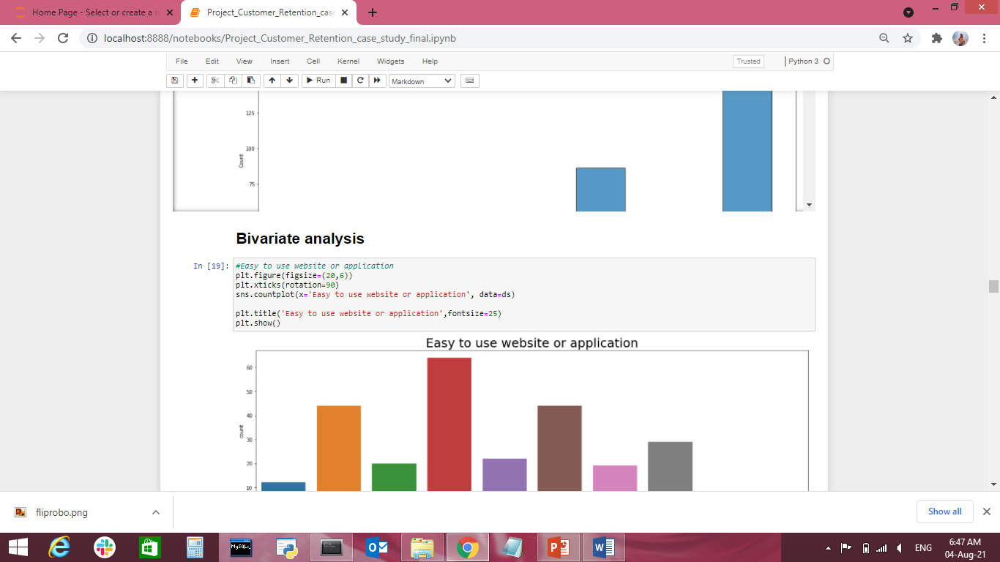 Home Page - Select or create a n
Project_Customer_Retention_case
localhost:8888/notebooks/Project_Customer_Retention_case_study_final.ipynb
File Edit View Insert Cell Kernel Widgets Help Trusted Python 3
Run Markdown
125
100
75
Count
Bivariate analysis
In [19]:
#Easy to use website or application
plt.figure(figsize=(20,6))
plt.xticks(rotation=90)
sns.countplot(x='Easy to use website or application', data=ds)
plt.title('Easy to use website or application',fontsize=25)
plt.show()
Easy to use website or application
60
50
40
30
20
10
count
fliprobo.png
Show all
MySQL
C:\_
ENG
6:47 AM
04-Aug-21